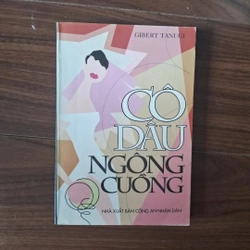 GIBERT TANUGI
CÔ
DÂU
NGÔNG
CUỒNG
NHÀ XUẤT BẢN CÔNG AN NHÂN DÂN